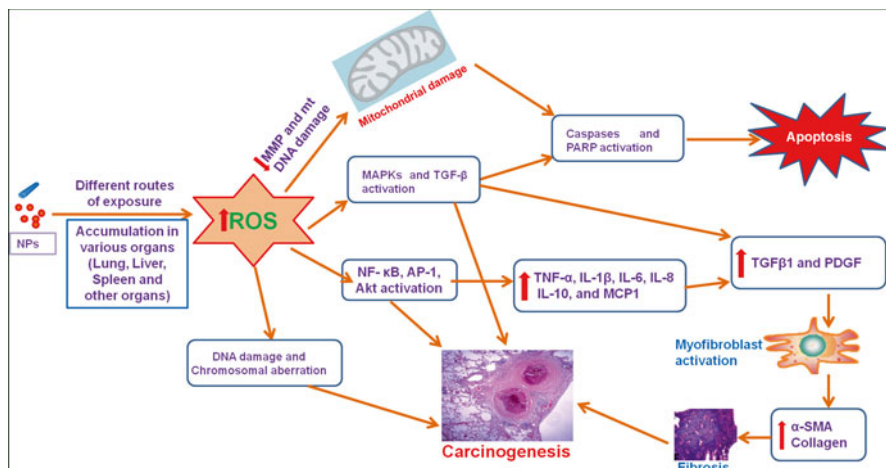 NPs
Different routes
of exposure
Accumulation in
various organs
(Lung, Liver,
Spleen and
other organs)
ROS
MMP and mt
DNA damage
Mitochondrial damage
MAPKs and TGF-β
activation
NF- κB, AP-1,
Akt activation
DNA damage and
Chromosomal aberration
Caspases and
PARP activation
Apoptosis
TNF-α, IL-1β, IL-6, IL-8
IL-10, and MCP1
TGFβ1 and PDGF
Myofibroblast
activation
α-SMA
Collagen
Fibrosis
Carcinogenesis